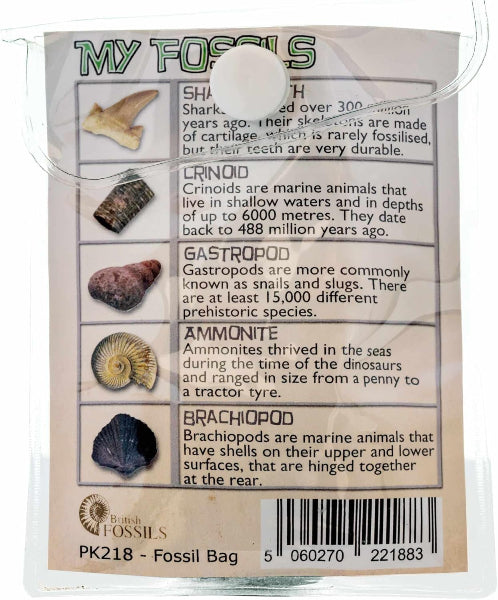 MY FOSSILS
SHARK TOOTH
Sharks ed over 300 million
years ago. Their skeletons are made
of cartilage, which is rarely fossilised,
but their teeth are very durable.
CRINOID
Crinoids are marine animals that
live in shallow waters and in depths
of up to 6000 metres. They date
back to 488 million years ago.
GASTROPOD
Gastropods are more commonly
known as snails and slugs. There
are at least 15,000 different
prehistoric species.
AMMONITE
Ammonites thrived in the seas
during the time of the dinosaurs
and ranged in size from a penny to
a tractor tyre.
BRACHIOPOD
Brachiopods are marine animals that
have shells on their upper and lower
surfaces, that are hinged together
at the rear.
British
FOSSILS
PK218 - Fossil Bag
5 060270 221883